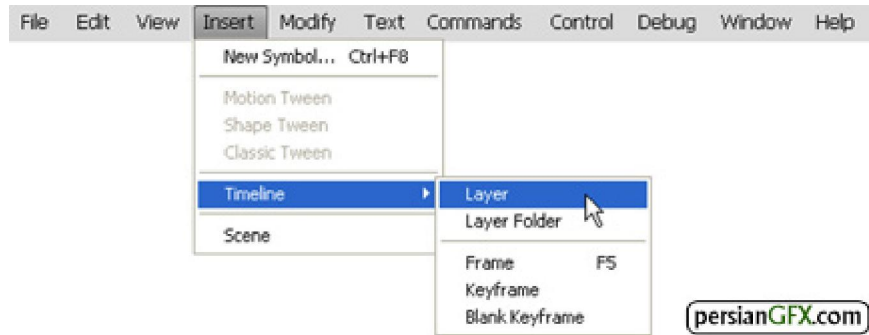 File Edit View Insert Modify Text Commands Control Debug Window Help
New Symbol... Ctrl+F8
Motion Tween
Shape Tween
Classic Tween
Timeline
Scene
Layer
Layer Folder
Frame F5
Keyframe
Blank Keyframe
persianGFX.com